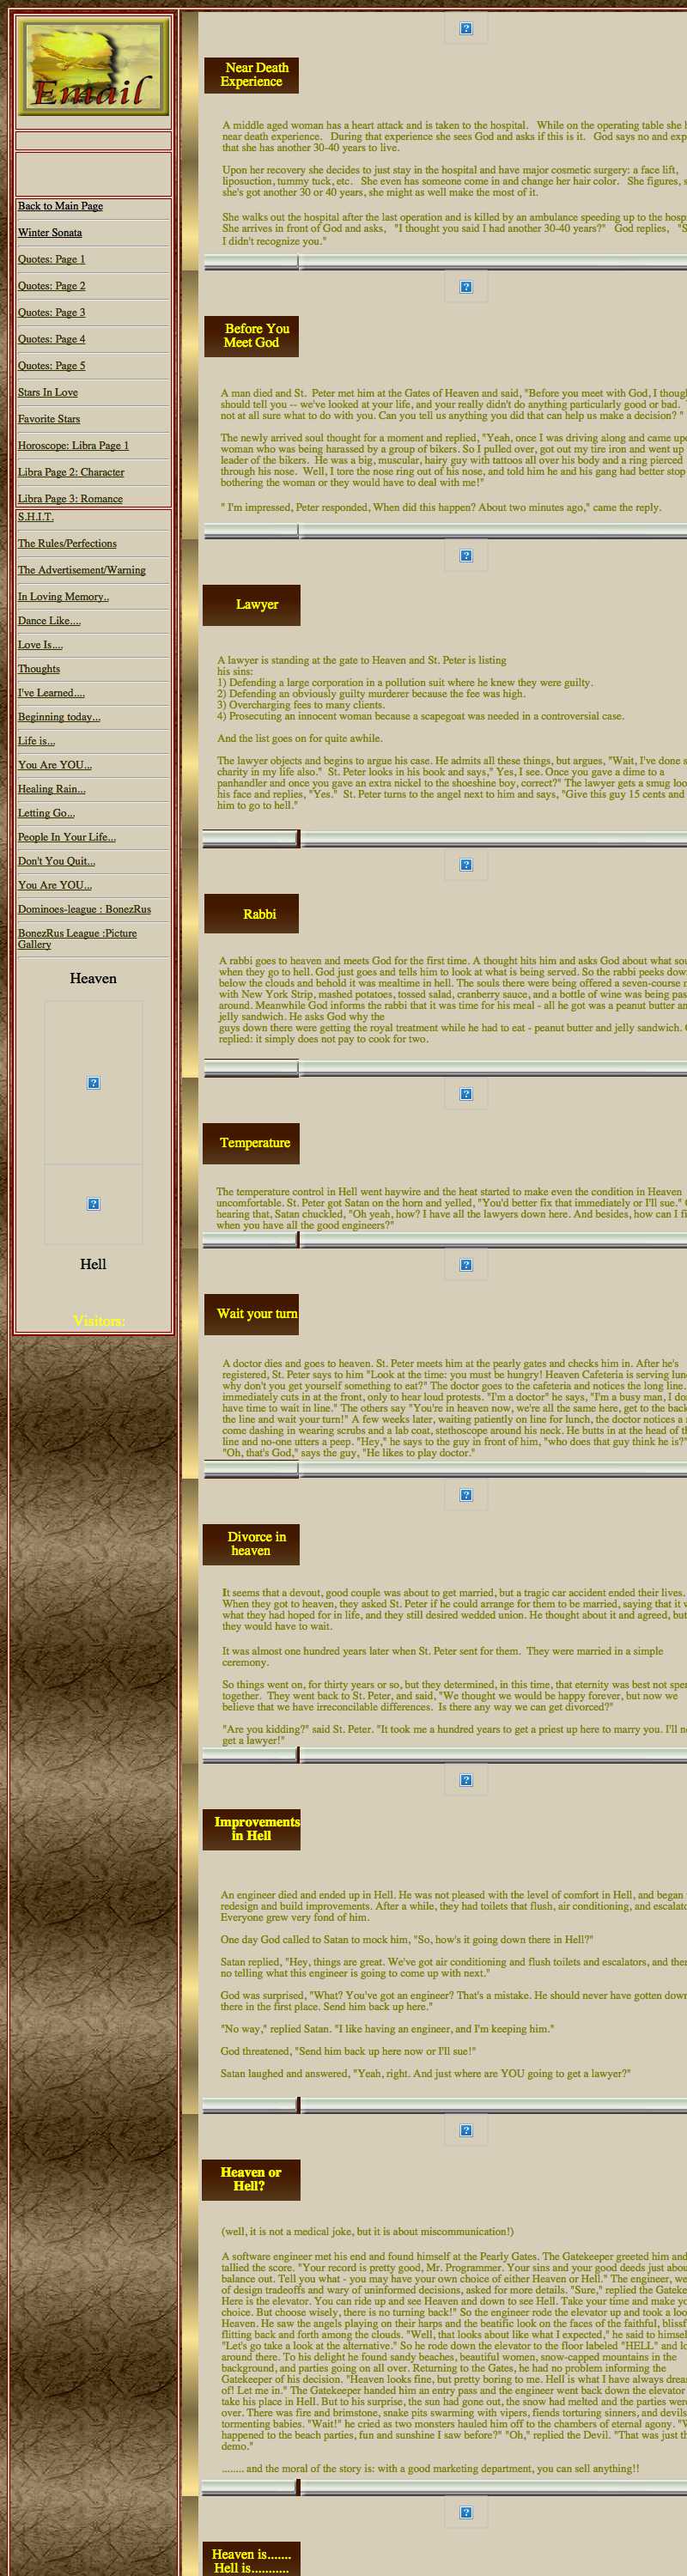 Email
Back to Main Page
Winter Sonata
Quotes: Page 1
Quotes: Page 2
Quotes: Page 3
Quotes: Page 4
Quotes: Page 5
Stars In Love
Favorite Stars
Horoscope: Libra Page 1
Libra Page 2: Character
Libra Page 3: Romance
S.H.I.T.
The Rules/Perfections
The Advertisement/Warning
In Loving Memory..
Dance Like....
Love Is....
Thoughts
I've Learned....
Beginning today...
Life is...
You Are YOU...
Healing Rain...
Letting Go...
People In Your Life...
Don't You Quit...
You Are YOU...
Dominoes-league : BonezRus
BonezRus League :Picture
Gallery
Heaven
Hell
Visitors:
Near Death
Experience
A middle aged woman has a heart attack and is taken to the hospital. While on the operating table she
near death experience. During that experience she sees God and asks if this is it. God says no and
that she has another 30-40 years to live.
Upon her recovery she decides to just stay in the hospital and have major cosmetic surgery: a face lift,
liposuction, tummy tuck, etc. She even has someone come in and change her hair color. She figures,
she's got another 30 or 40 years, she might as well make the most of it.
She walks out the hospital after the last operation and is killed by an ambulance speeding up to the
She arrives in front of God and asks, "I thought you said I had another 30-40 years?" God replies,
I didn't recognize you."
Before You
Meet God
A man died and St. Peter met him at the Gates of Heaven and said, "Before you meet with God, I
should tell you -- we've looked at your life, and your really didn't do anything particularly good or bad.
not at all sure what to do with you. Can you tell us anything you did that can help us make a decision? "
The newly arrived soul thought for a moment and replied, "Yeah, once I was driving along and came
woman who was being harassed by a group of bikers. So I pulled over, got out my tire iron and went up
leader of the bikers. He was a big, muscular, hairy guy with tattoos all over his body and a ring pierced
through his nose. Well, I tore the nose ring out of his nose, and told him he and his gang had better stop
bothering the woman or they would have to deal with me!"
" I'm impressed, Peter responded, When did this happen? About two minutes ago," came the reply.
Lawyer
A lawyer is standing at the gate to Heaven and St. Peter is listing
his sins:
1) Defending a large corporation in a pollution suit where he knew they were guilty.
2) Defending an obviously guilty murderer because the fee was high.
3) Overcharging fees to many clients.
4) Prosecuting an innocent woman because a scapegoat was needed in a controversial case.
And the list goes on for quite awhile.
The lawyer objects and begins to argue his case. He admits all these things, but argues, "Wait, I've done
charity in my life also." St. Peter looks in his book and says," Yes, I see. Once you gave a dime to a
panhandler and once you gave an extra nickel to the shoeshine boy, correct?" The lawyer gets a smug
his face and replies, "Yes." St. Peter turns to the angel next to him and says, "Give this guy 15 cents and
him to go to hell."
Rabbi
A rabbi goes to heaven and meets God for the first time. A thought hits him and asks God about what
when they go to hell. God just goes and tells him to look at what is being served. So the rabbi peeks
below the clouds and behold it was mealtime in hell. The souls there were being offered a seven-course
with New York Strip, mashed potatoes, tossed salad, cranberry sauce, and a bottle of wine was being
around. Meanwhile God informs the rabbi that it was time for his meal - all he got was a peanut butter
jelly sandwich. He asks God why the
guys down there were getting the royal treatment while he had to eat - peanut butter and jelly sandwich.
replied: it simply does not pay to cook for two.
Temperature
The temperature control in Hell went haywire and the heat started to make even the condition in Heaven
uncomfortable. St. Peter got Satan on the horn and yelled, "You'd better fix that immediately or I'll sue."
hearing that, Satan chuckled, "Oh yeah, how? I have all the lawyers down here. And besides, how can I
when you have all the good engineers?"
Wait your turn
A doctor dies and goes to heaven. St. Peter meets him at the pearly gates and checks him in. After he's
registered, St. Peter says to him "Look at the time: you must be hungry! Heaven Cafeteria is serving
why don't you get yourself something to eat?" The doctor goes to the cafeteria and notices the long line.
immediately cuts in at the front, only to hear loud protests. "I'm a doctor" he says, "I'm a busy man, I
have time to wait in line." The others say "You're in heaven now, we're all the same here, get to the
the line and wait your turn!" A few weeks later, waiting patiently on line for lunch, the doctor notices a
come dashing in wearing scrubs and a lab coat, stethoscope around his neck. He butts in at the head of
line and no-one utters a peep. "Hey," he says to the guy in front of him, "who does that guy think he is?"
"Oh, that's God," says the guy, "He likes to play doctor."
Divorce in
heaven
It seems that a devout, good couple was about to get married, but a tragic car accident ended their lives.
When they got to heaven, they asked St. Peter if he could arrange for them to be married, saying that it
what they had hoped for in life, and they still desired wedded union. He thought about it and agreed, but
they would have to wait.
It was almost one hundred years later when St. Peter sent for them. They were married in a simple
ceremony.
So things went on, for thirty years or so, but they determined, in this time, that eternity was best not
together. They went back to St. Peter, and said, "We thought we would be happy forever, but now we
believe that we have irreconcilable differences. Is there any way we can get divorced?"
"Are you kidding?" said St. Peter. "It took me a hundred years to get a priest up here to marry you. I'll
get a lawyer!"
Improvements
in Hell
An engineer died and ended up in Hell. He was not pleased with the level of comfort in Hell, and began
redesign and build improvements. After a while, they had toilets that flush, air conditioning, and
Everyone grew very fond of him.
One day God called to Satan to mock him, "So, how's it going down there in Hell?"
Satan replied, "Hey, things are great. We've got air conditioning and flush toilets and escalators, and
no telling what this engineer is going to come up with next."
God was surprised, "What? You've got an engineer? That's a mistake. He should never have gotten down
there in the first place. Send him back up here."
"No way," replied Satan. "I like having an engineer, and I'm keeping him."
God threatened, "Send him back up here now or I'll sue!"
Satan laughed and answered, "Yeah, right. And just where are YOU going to get a lawyer?"
Heaven or
Hell?
(well, it is not a medical joke, but it is about miscommunication!)
A software engineer met his end and found himself at the Pearly Gates. The Gatekeeper greeted him and
tallied the score. "Your record is pretty good, Mr. Programmer. Your sins and your good deeds just
balance out. Tell you what - you may have your own choice of either Heaven or Hell." The engineer,
of design tradeoffs and wary of uninformed decisions, asked for more details. "Sure," replied the
Here is the elevator. You can ride up and see Heaven and down to see Hell. Take your time and make
choice. But choose wisely, there is no turning back!" So the engineer rode the elevator up and took a
Heaven. He saw the angels playing on their harps and the beatific look on the faces of the faithful,
flitting back and forth among the clouds. "Well, that looks about like what I expected," he said to
"Let's go take a look at the alternative." So he rode down the elevator to the floor labeled "HELL" and
around there. To his delight he found sandy beaches, beautiful women, snow-capped mountains in the
background, and parties going on all over. Returning to the Gates, he had no problem informing the
Gatekeeper of his decision. "Heaven looks fine, but pretty boring to me. Hell is what I have always
of! Let me in." The Gatekeeper handed him an entry pass and the engineer went back down the elevator
take his place in Hell. But to his surprise, the sun had gone out, the snow had melted and the parties
over. There was fire and brimstone, snake pits swarming with vipers, fiends torturing sinners, and devils
tormenting babies. "Wait!" he cried as two monsters hauled him off to the chambers of eternal agony.
happened to the beach parties, fun and sunshine I saw before?" "Oh," replied the Devil. "That was just
demo."
........ and the moral of the story is: with a good marketing department, you can sell anything!!
Heaven is.......
Hell is...........